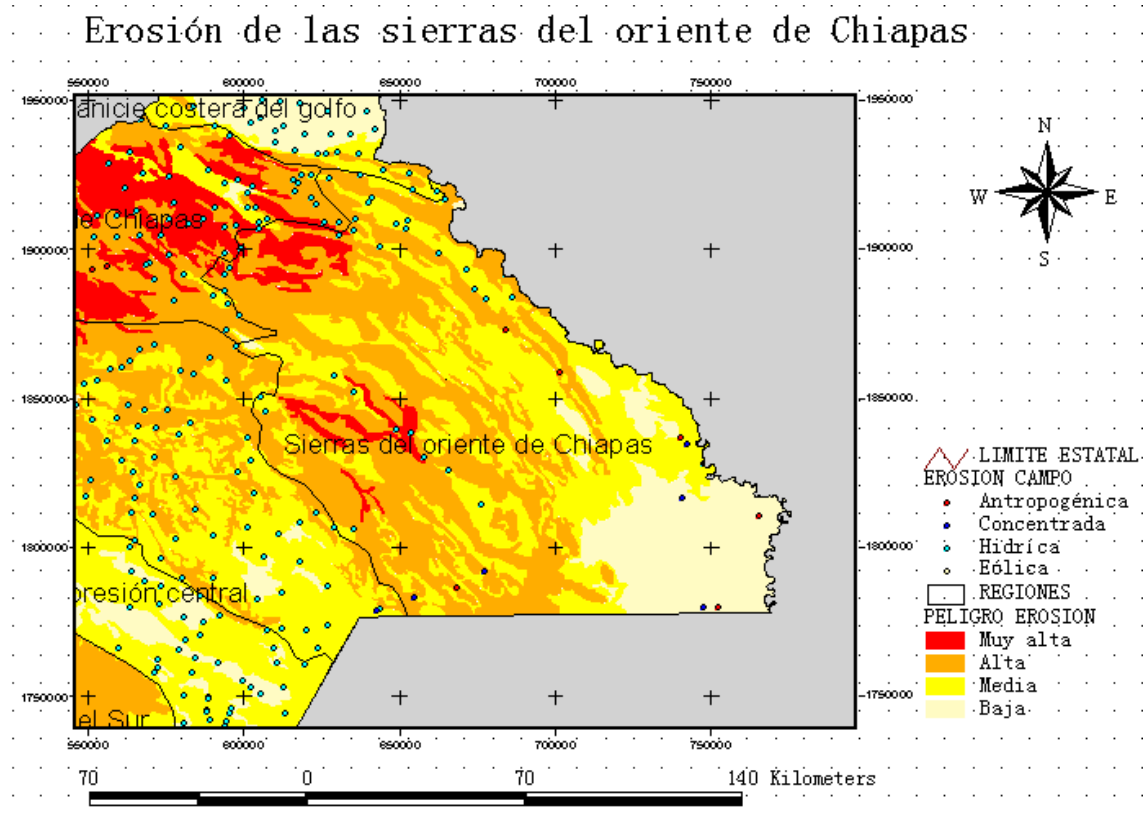 Erosión de las sierras del oriente de Chiapas
550000 600000 650000 700000 750000
1950000 1950000
anicie costera del golfo
N
W E
S
e Chiapas
1900000 1900000
1850000 1850000
Sierras del oriente de Chiapas
LIMITE ESTATAL
EROSION CAMPO
Antropogénica
Concentrada
Hidríca
Eólica
REGIONES
PELIGRO EROSION
Muy alta
Alta
Media
Baja
1800000 1800000
presión central
1750000 1750000
el Sur
550000 600000 650000 700000 750000
70 0 70 140 Kilometers